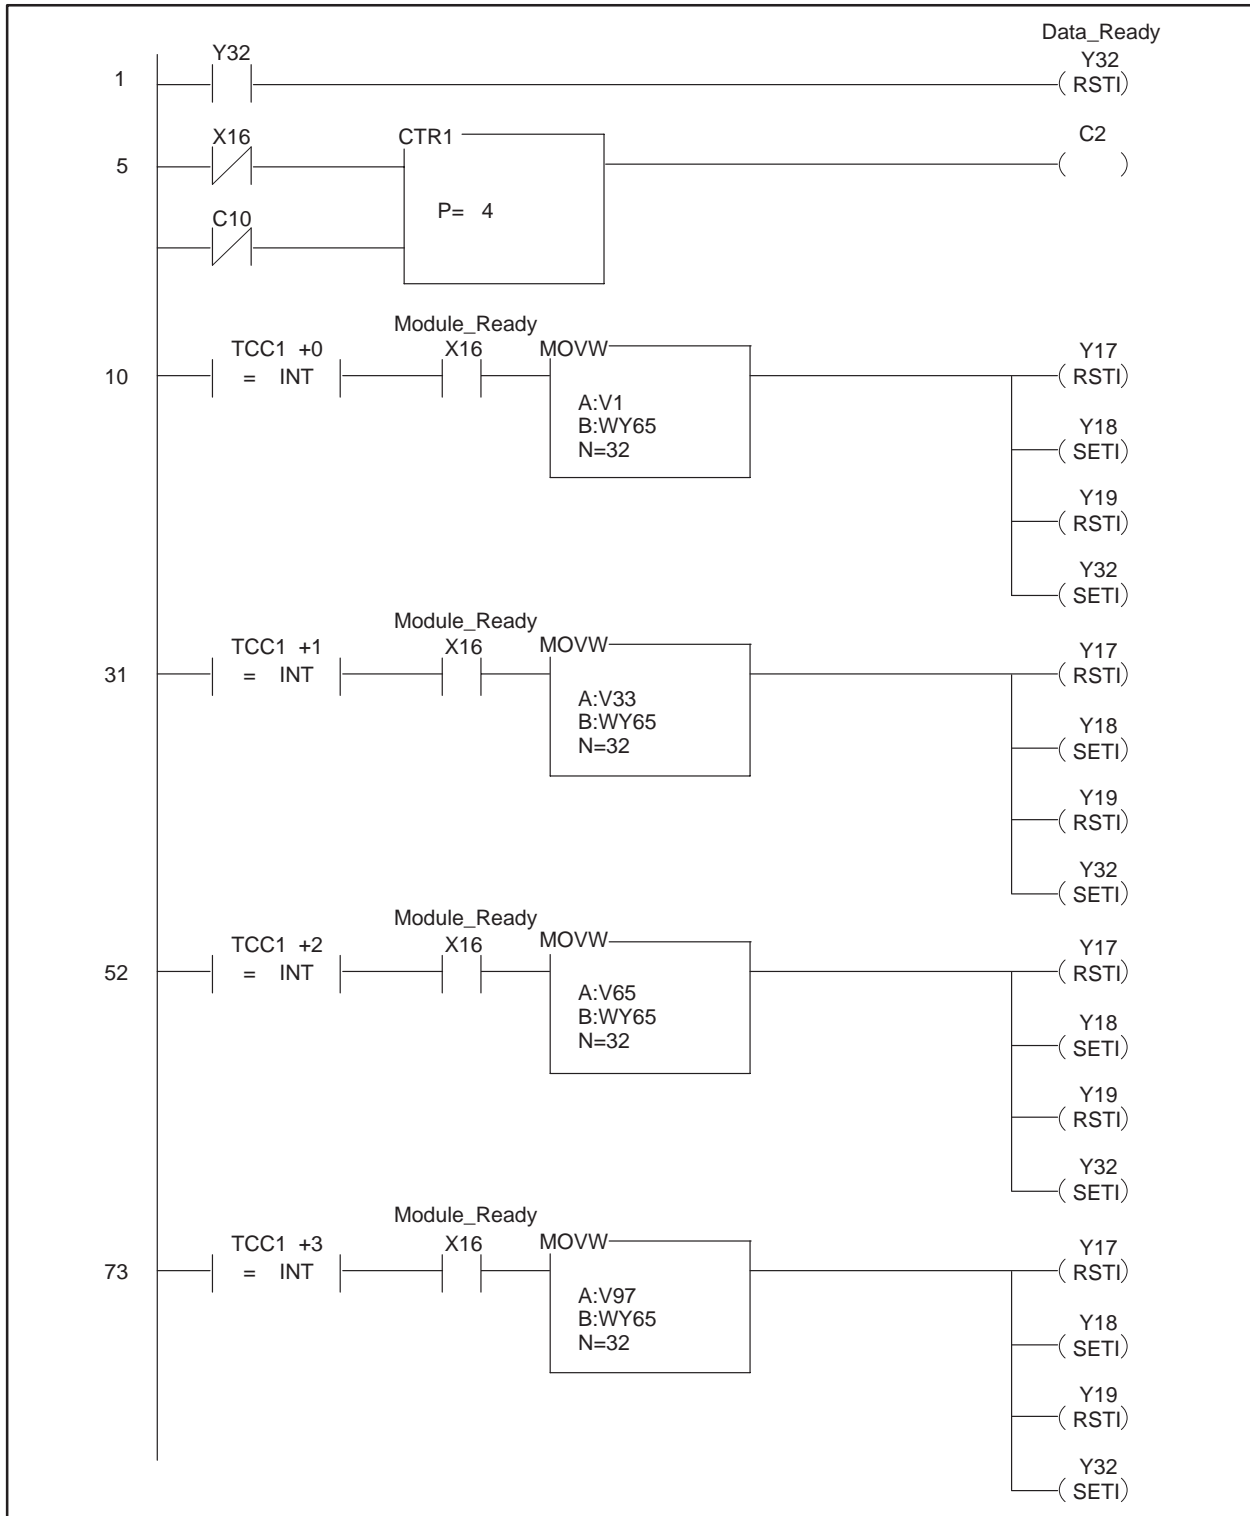 Data_Ready
Y32 Y32
1 (RSTI)
X16 CTR1 C2
5 ( )
P= 4
C10
Module_Ready
TCC1 +0 X16 MOVW Y17
10 = INT (RSTI)
A:V1
B:WY65 Y18
N=32 (SETI)
Y19
(RSTI)
Y32
(SETI)
Module_Ready
TCC1 +1 X16 MOVW Y17
31 = INT (RSTI)
A:V33
B:WY65 Y18
N=32 (SETI)
Y19
(RSTI)
Y32
(SETI)
Module_Ready
TCC1 +2 X16 MOVW Y17
52 = INT (RSTI)
A:V65
B:WY65 Y18
N=32 (SETI)
Y19
(RSTI)
Y32
(SETI)
Module_Ready
TCC1 +3 X16 MOVW Y17
73 = INT (RSTI)
A:V97
B:WY65 Y18
N=32 (SETI)
Y19
(RSTI)
Y32
(SETI)